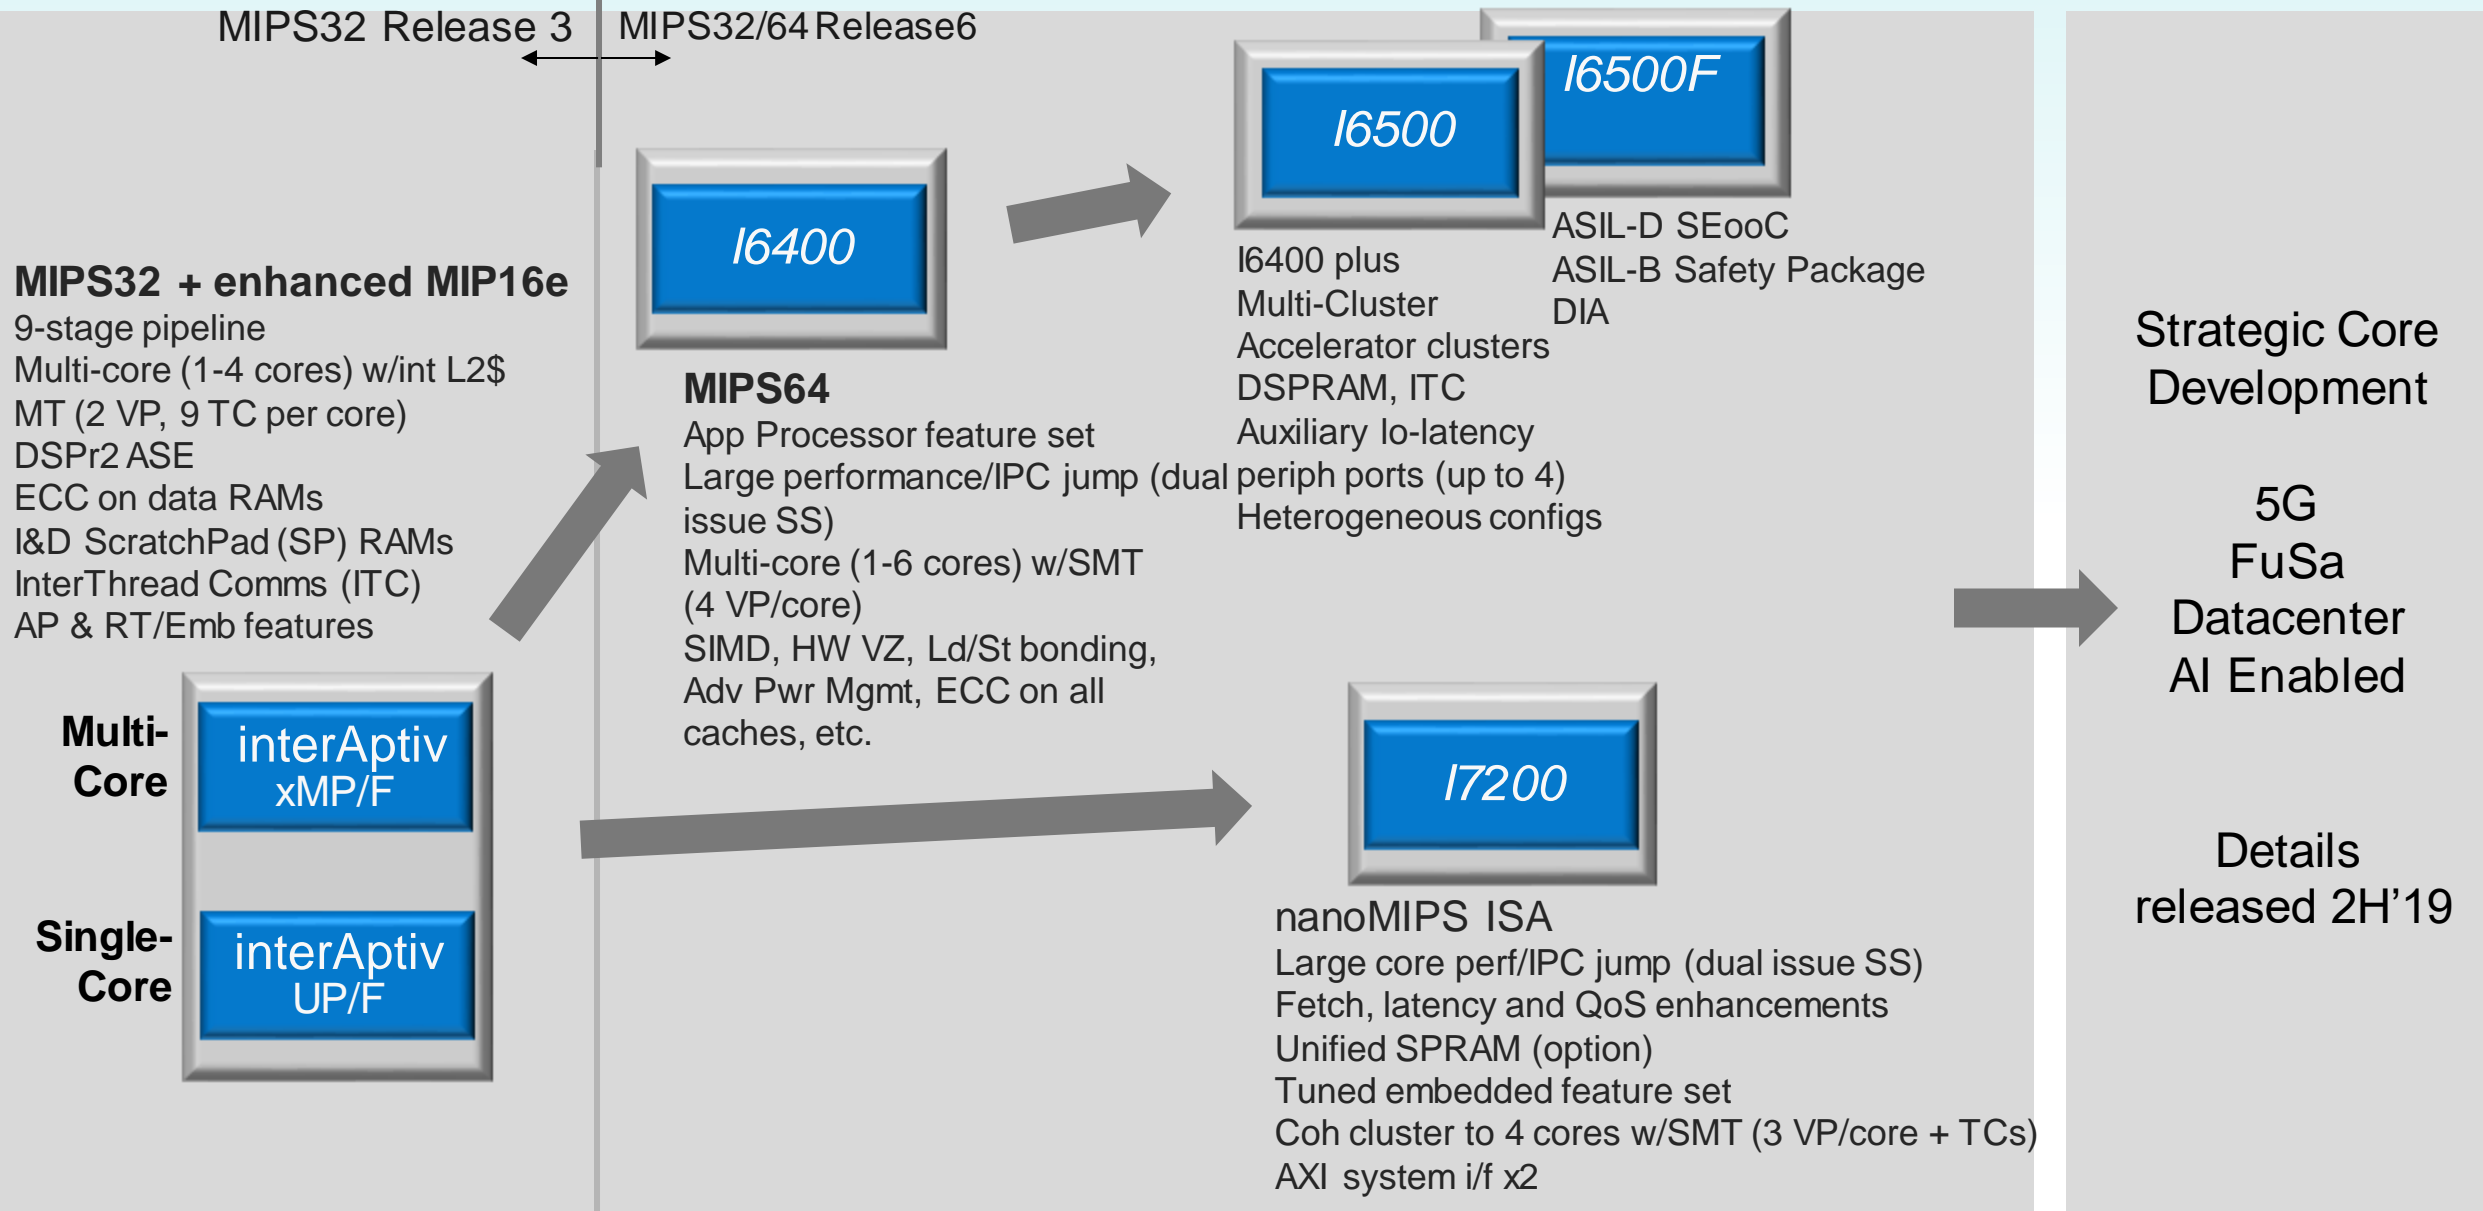 MIPS32 Release 3
MIPS32/64 Release6
MIPS32 + enhanced MIP16e
9-stage pipeline
Multi-core (1-4 cores) w/int L2$
MT (2 VP, 9 TC per core)
DSPr2 ASE
ECC on data RAMs
I&D ScratchPad (SP) RAMs
InterThread Comms (ITC)
AP & RT/Emb features
Multi-
Core
interAptiv
xMP/F
Single-
Core
interAptiv
UP/F
I6400
MIPS64
App Processor feature set
Large performance/IPC jump (dual
issue SS)
Multi-core (1-6 cores) w/SMT
(4 VP/core)
SIMD, HW VZ, Ld/St bonding,
Adv Pwr Mgmt, ECC on all
caches, etc.
I6500
I6400 plus
Multi-Cluster
Accelerator clusters
DSPRAM, ITC
Auxiliary lo-latency
periph ports (up to 4)
Heterogeneous configs
I6500F
ASIL-D SEooC
ASIL-B Safety Package
DIA
I7200
nanoMIPS ISA
Large core perf/IPC jump (dual issue SS)
Fetch, latency and QoS enhancements
Unified SPRAM (option)
Tuned embedded feature set
Coh cluster to 4 cores w/SMT (3 VP/core + TCs)
AXI system i/f x2
Strategic Core
Development
5G
FuSa
Datacenter
AI Enabled
Details
released 2H’19